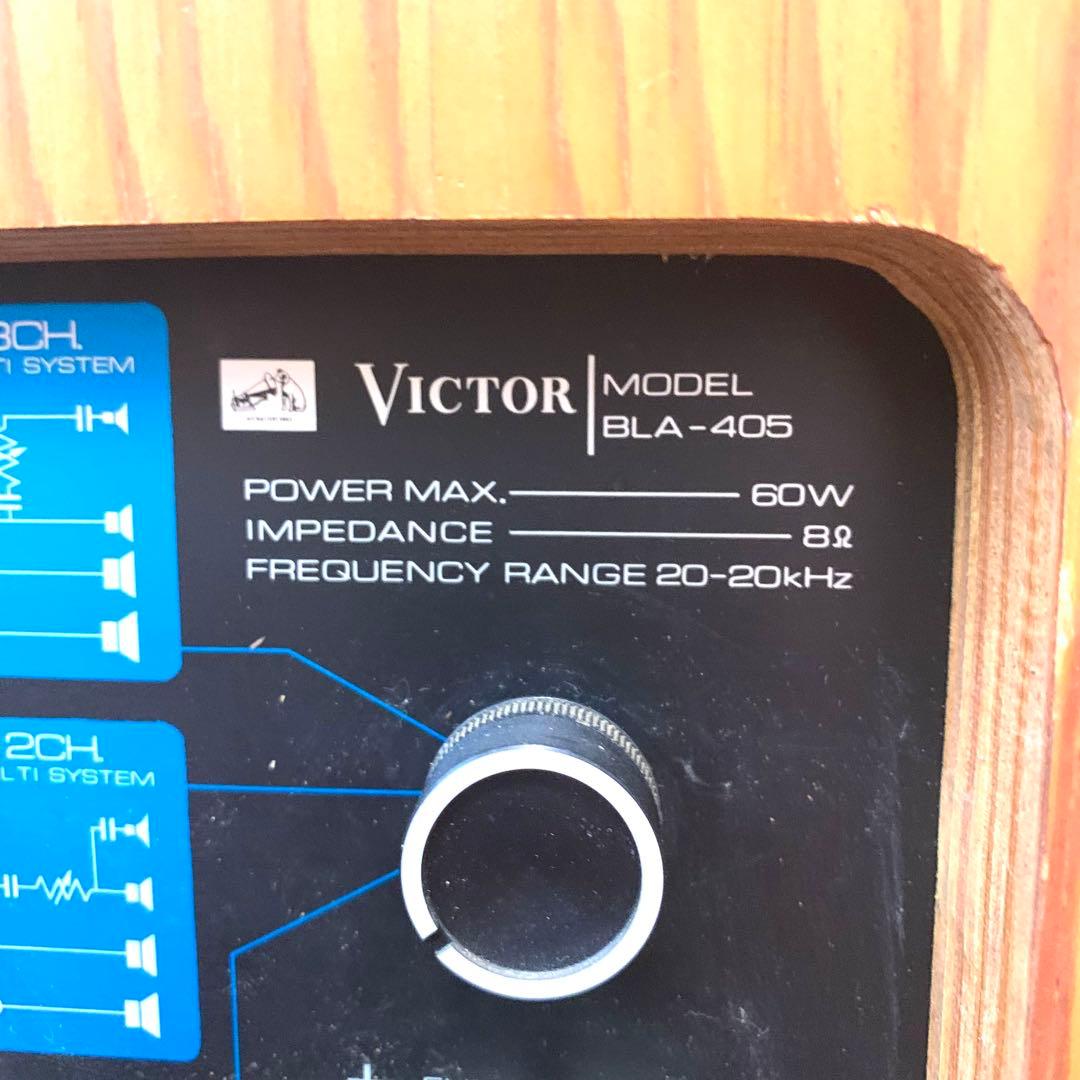 3CH.
TI SYSTEM
VICTOR
MODEL
BLA-405
POWER MAX. 60W
IMPEDANCE 8Ω
FREQUENCY RANGE 20-20kHz
2CH.
LTI SYSTEM